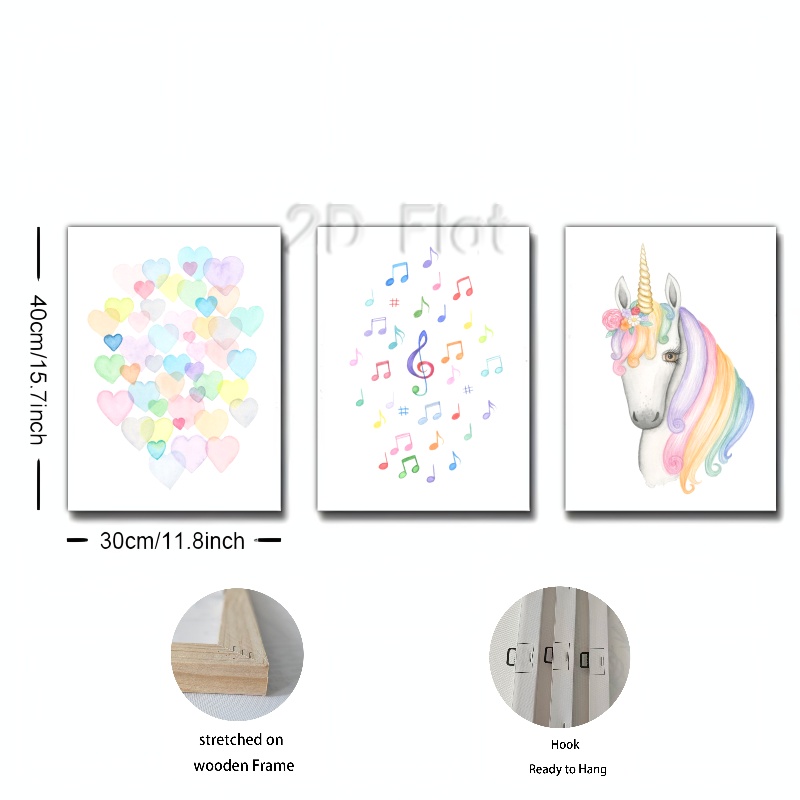 2D Flat
40cm/15.7inch
30cm/11.8inch
stretched on
wooden Frame
Hook
Ready to Hang